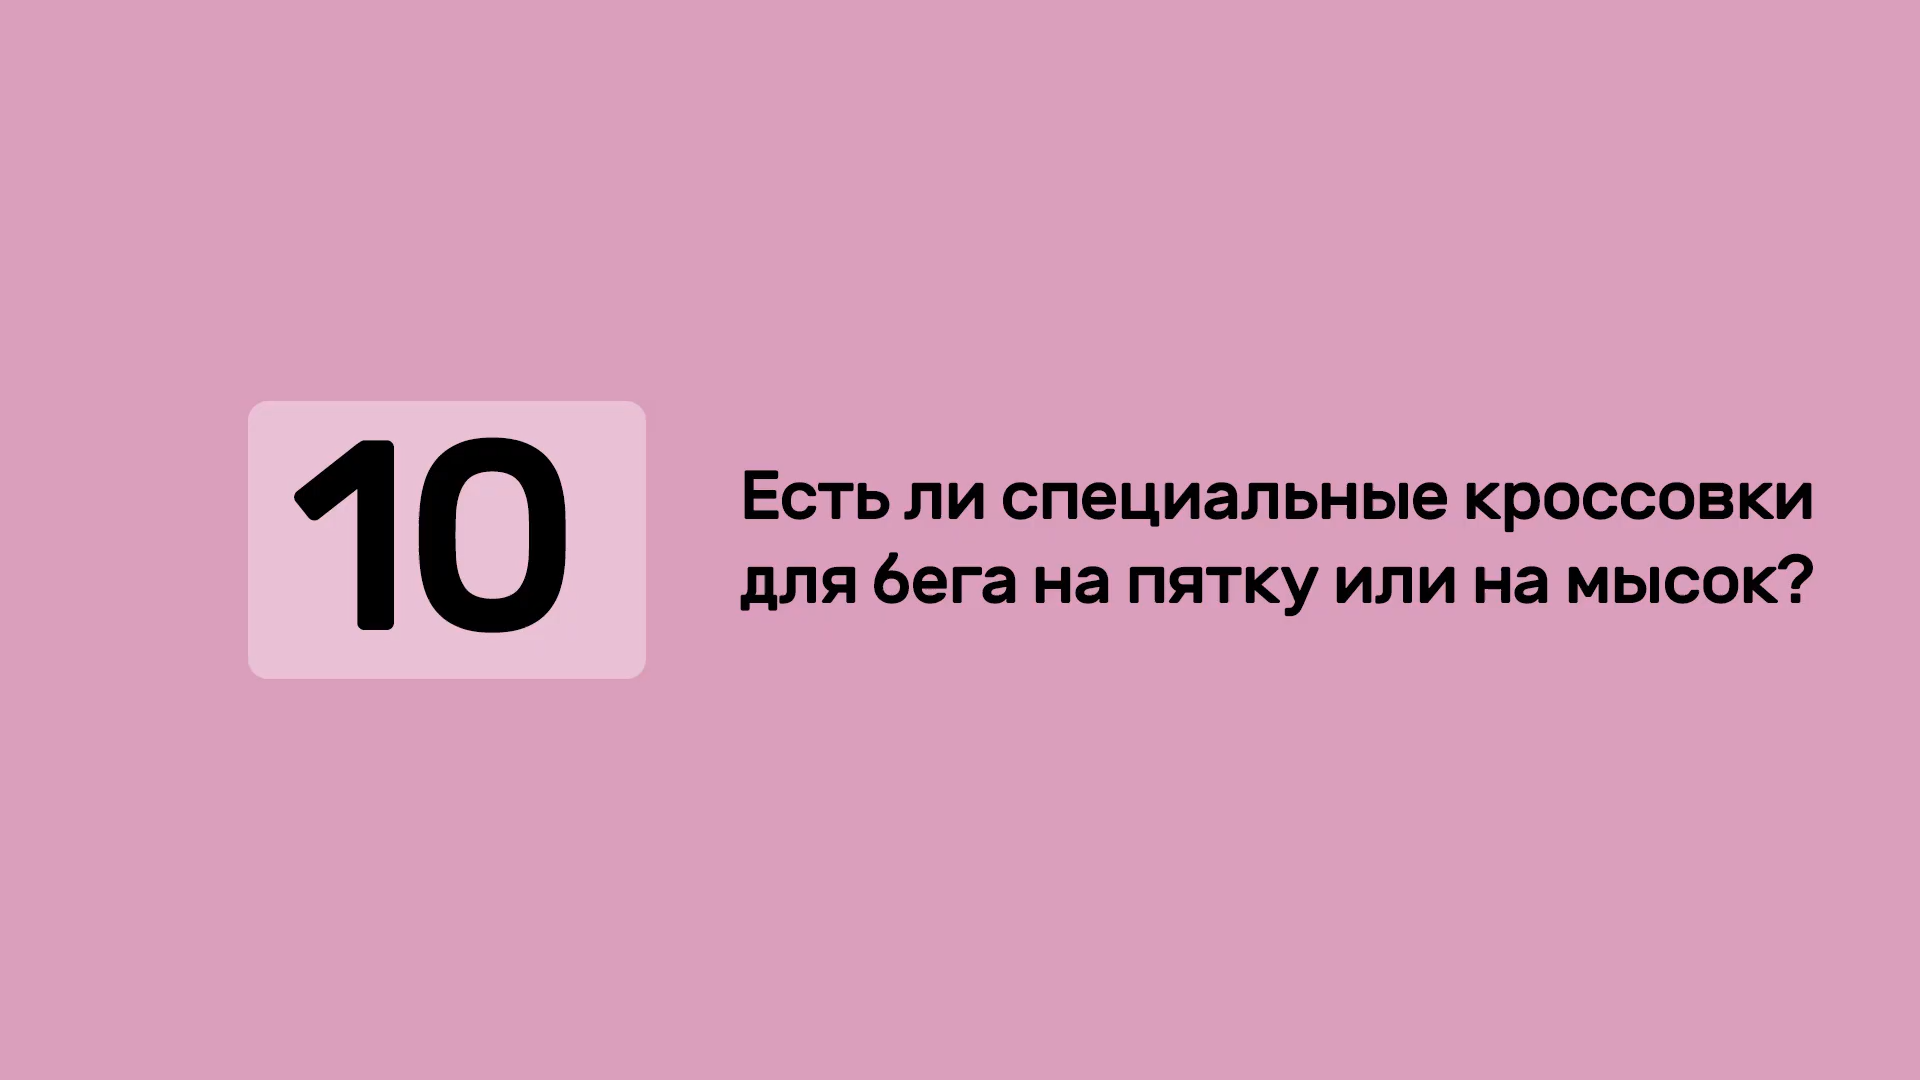 10
Есть ли специальные кроссовки
для бега на пятку или на мысок?